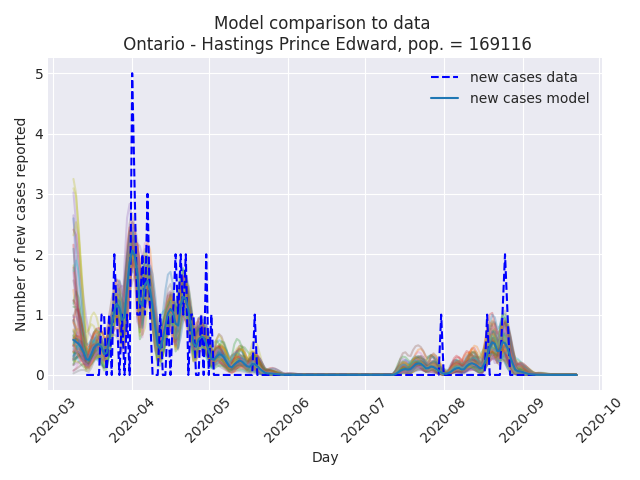 Model comparison to data
Ontario - Hastings Prince Edward, pop. = 169116
new cases data
new cases model
Number of new cases reported
5
4
3
2
1
0
2020-03
2020-04
2020-05
2020-06
2020-07
2020-08
2020-09
2020-10
Day